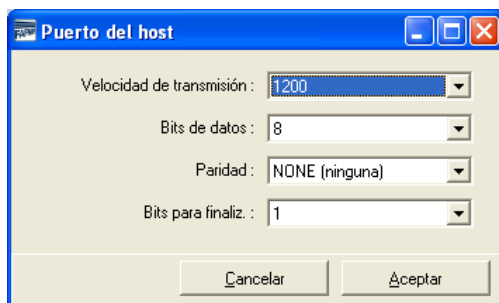 Puerto del host
Velocidad de transmisión : 1200
Bits de datos : 8
Paridad : NONE (ninguna)
Bits para finaliz. : 1
Cancelar Aceptar